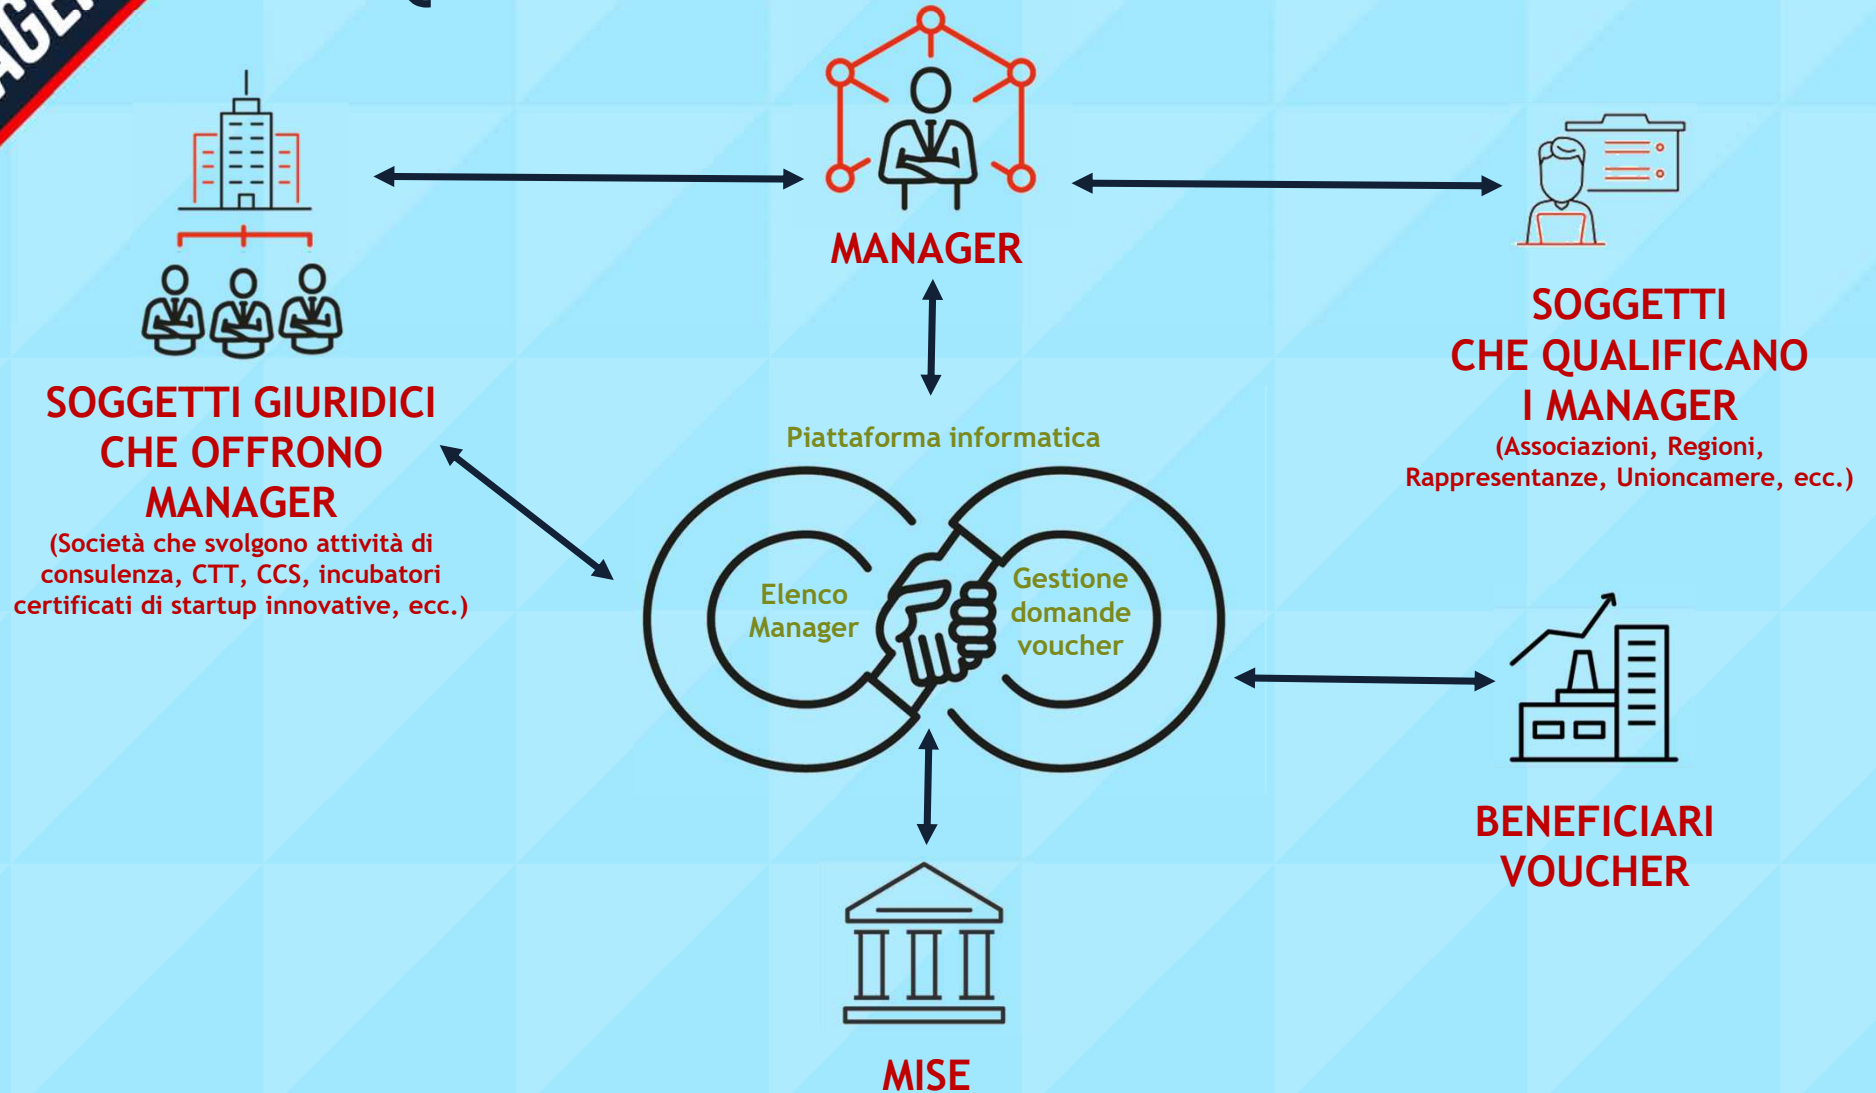 MANAGER
SOGGETTI GIURIDICI
CHE OFFRONO
MANAGER
(Società che svolgono attività di
consulenza, CTT, CCS, incubatori
certificati di startup innovative, ecc.)
SOGGETTI
CHE QUALIFICANO
I MANAGER
(Associazioni, Regioni,
Rappresentanze, Unioncamere, ecc.)
Piattaforma informatica
Elenco
Manager
Gestione
domande
voucher
BENEFICIARI
VOUCHER
MISE